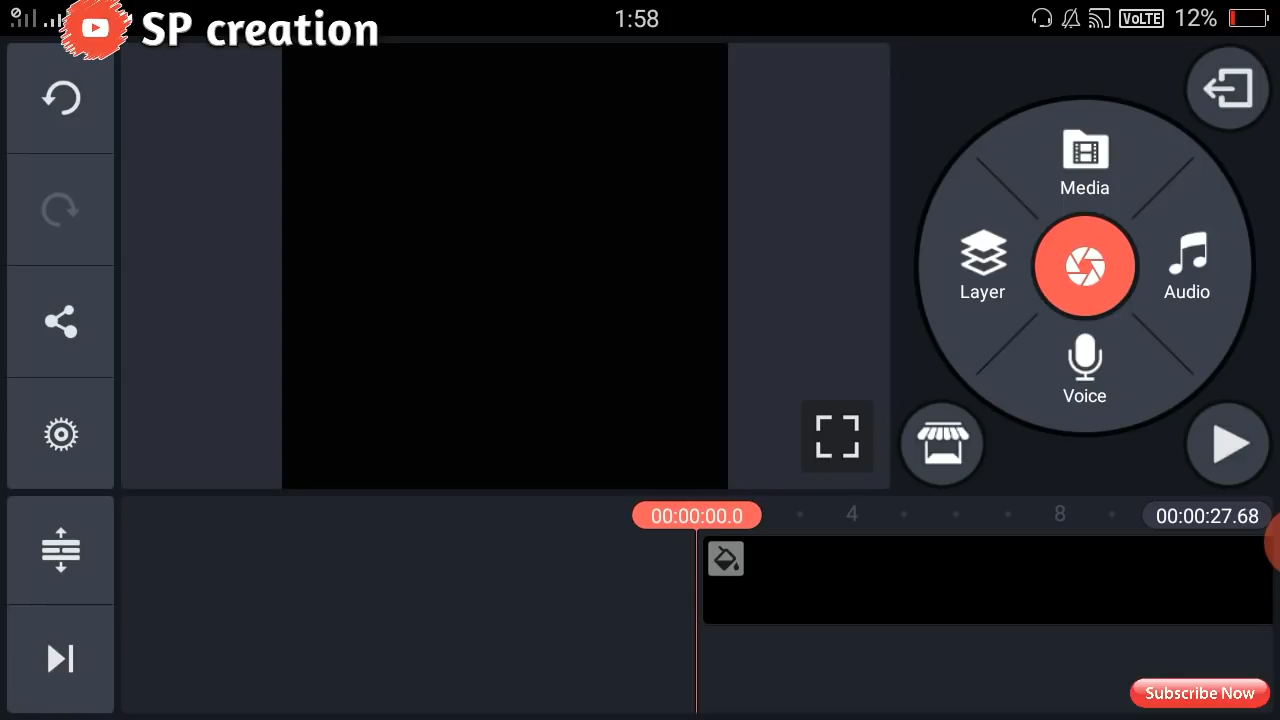 SP creation
1:58
VoLTE
12%
Media
Layer
Audio
Voice
00:00:00.0
4
8
00:00:27.68
Subscribe Now